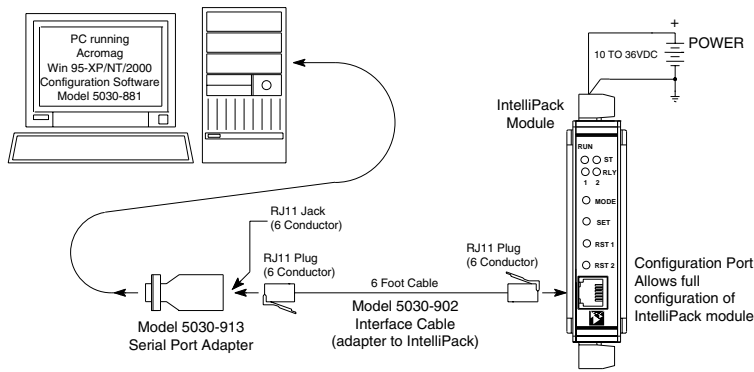 PC running
Acromag
Win 95-XP/NT/2000
Configuration Software
Model 5030-881
+
POWER
10 TO 36VDC
IntelliPack
Module
RUN
ST
RLY
1 2
MODE
SET
RST 1
RST 2
RJ11 Jack
(6 Conductor)
RJ11 Plug
(6 Conductor)
RJ11 Plug
(6 Conductor)
6 Foot Cable
Model 5030-913
Serial Port Adapter
Model 5030-902
Interface Cable
(adapter to IntelliPack)
Configuration Port
Allows full
configuration of
IntelliPack module